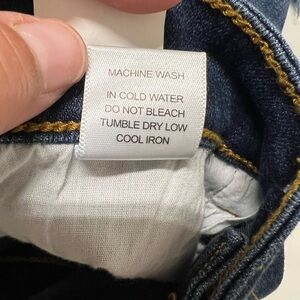 MACHINE WASH
IN COLD WATER
DO NOT BLEACH
TUMBLE DRY LOW
COOL IRON